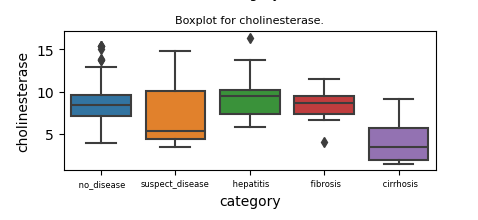 Boxplot for cholinesterase.
15
10
5
cholinesterase
no_disease suspect_disease hepatitis fibrosis cirrhosis
category